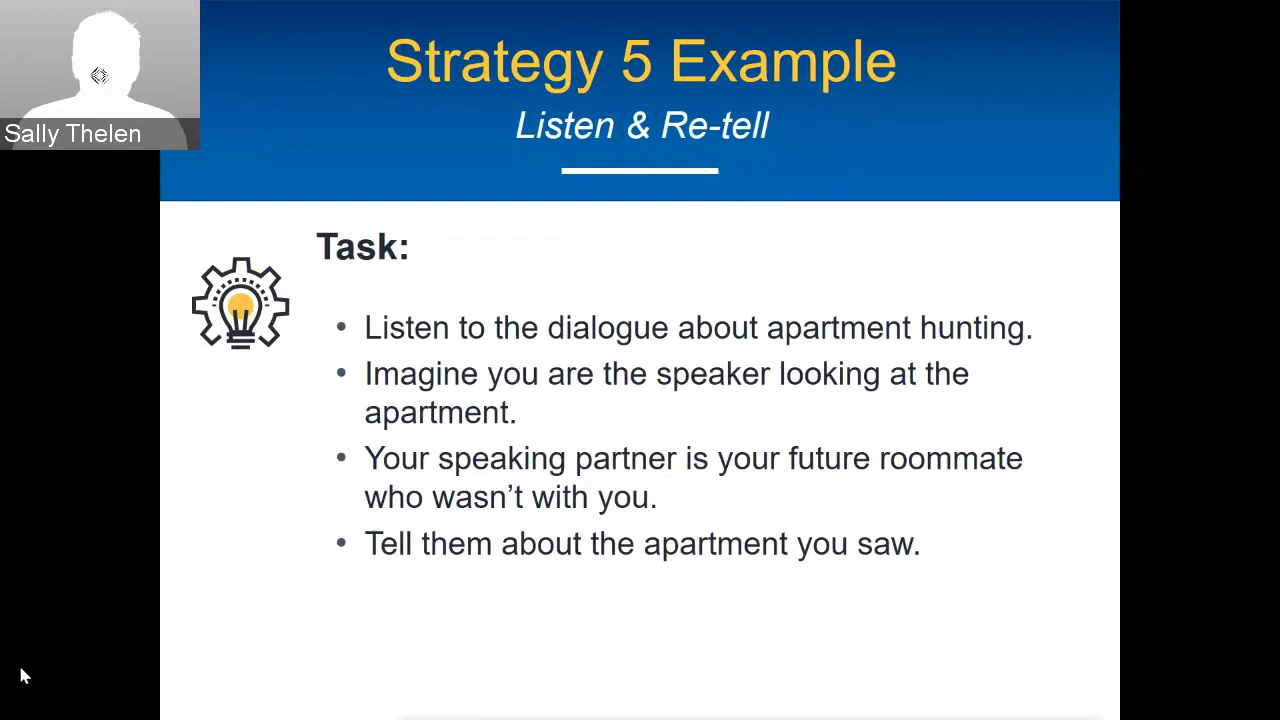 Strategy 5 Example
Listen & Re-tell
Sally Thelen
Task:
• Listen to the dialogue about apartment hunting.
• Imagine you are the speaker looking at the
apartment.
• Your speaking partner is your future roommate
who wasn’t with you.
• Tell them about the apartment you saw.